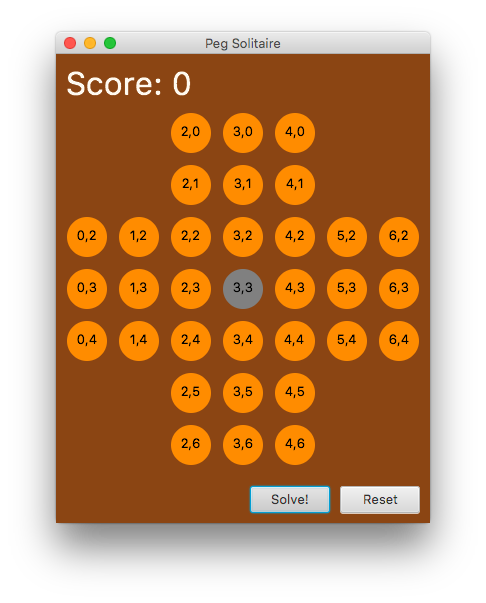 Peg Solitaire
Score: 0
2,0 3,0 4,0
2,1 3,1 4,1
0,2 1,2 2,2 3,2 4,2 5,2 6,2
0,3 1,3 2,3 3,3 4,3 5,3 6,3
0,4 1,4 2,4 3,4 4,4 5,4 6,4
2,5 3,5 4,5
2,6 3,6 4,6
Solve! Reset